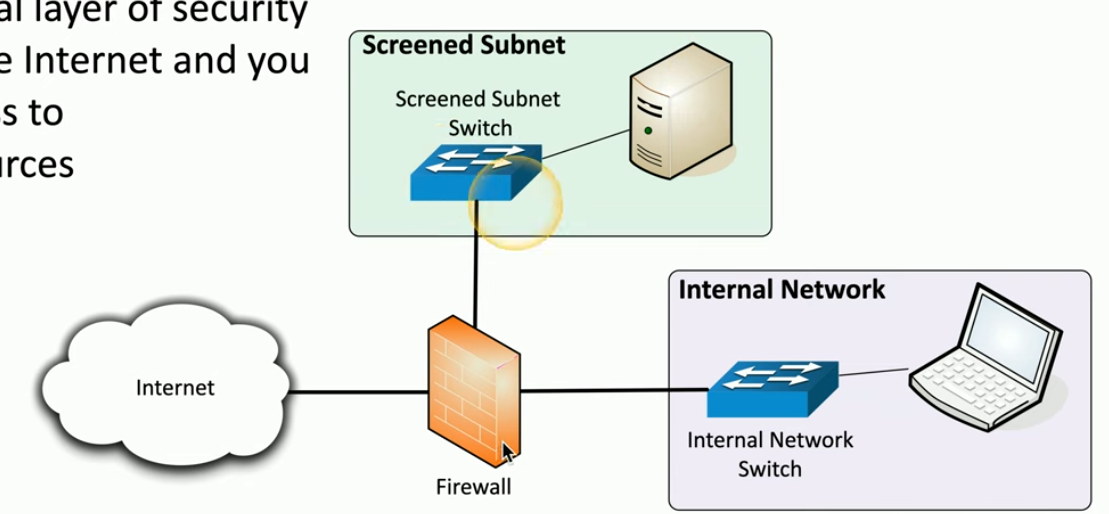 al layer of security
e Internet and you
s to
urces
Screened Subnet
Screened Subnet
Switch
Internal Network
Internet
Internal Network
Switch
Firewall